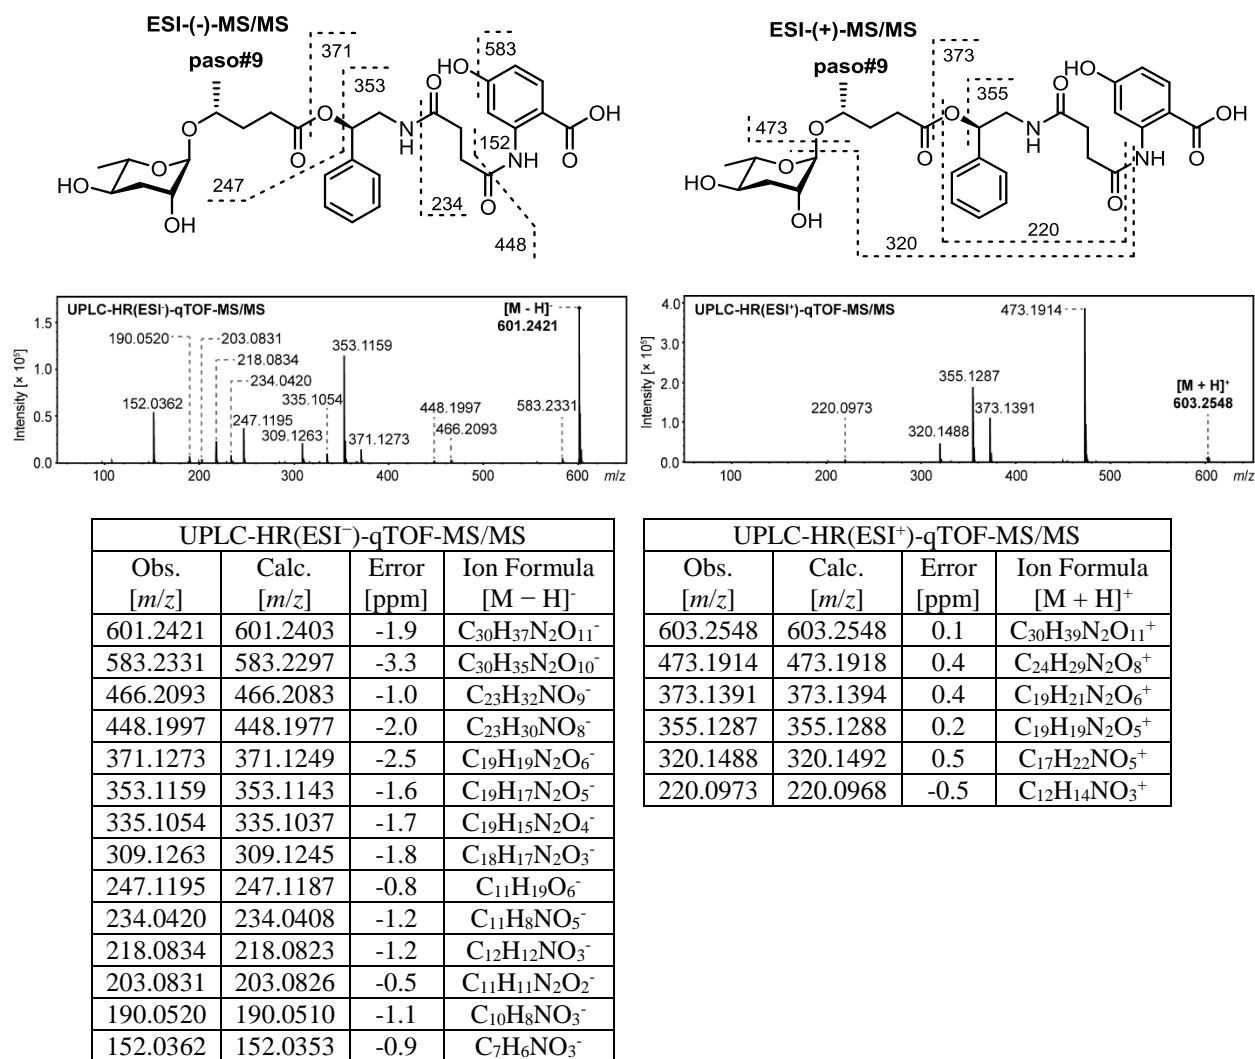 ESI-(-)-MS/MS
paso#9
371
353
583
HO
O
OH
O
O
O
NH
O
152
NH
O
O
HO
OH
247
234
448
ESI-(+)-MS/MS
paso#9
373
355
473
HO
O
OH
O
O
O
NH
O
NH
O
O
HO
OH
220
320
UPLC-HR(ESI-)-qTOF-MS/MS
[M - H]-
601.2421
190.0520
203.0831
218.0834
234.0420
353.1159
335.1054
152.0362
247.1195
309.1263
371.1273
448.1997
466.2093
583.2331
Intensity [× 10⁵]
1.5
1.0
0.5
0.0
100 200 300 400 500 600 m/z
UPLC-HR(ESI⁺)-qTOF-MS/MS
473.1914
[M + H]⁺
603.2548
355.1287
373.1391
220.0973
320.1488
Intensity [× 10⁵]
4.0
3.0
2.0
1.0
0.0
100 200 300 400 500 600 m/z
UPLC-HR(ESI⁻)-qTOF-MS/MS
Obs. [m/z] Calc. [m/z] Error [ppm] Ion Formula [M − H]⁻
601.2421 601.2403 -1.9 C₃₀H₃₇N₂O₁₁⁻
583.2331 583.2297 -3.3 C₃₀H₃₅N₂O₁₀⁻
466.2093 466.2083 -1.0 C₂₃H₃₂NO₉⁻
448.1997 448.1977 -2.0 C₂₃H₃₀NO₈⁻
371.1273 371.1249 -2.5 C₁₉H₁₉N₂O₆⁻
353.1159 353.1143 -1.6 C₁₉H₁₇N₂O₅⁻
335.1054 335.1037 -1.7 C₁₉H₁₅N₂O₄⁻
309.1263 309.1245 -1.8 C₁₈H₁₇N₂O₃⁻
247.1195 247.1187 -0.8 C₁₁H₁₉O₆⁻
234.0420 234.0408 -1.2 C₁₁H₈NO₅⁻
218.0834 218.0823 -1.2 C₁₂H₁₂NO₃⁻
203.0831 203.0826 -0.5 C₁₁H₁₁N₂O₂⁻
190.0520 190.0510 -1.1 C₁₀H₈NO₃⁻
152.0362 152.0353 -0.9 C₇H₆NO₃⁻
UPLC-HR(ESI⁺)-qTOF-MS/MS
Obs. [m/z] Calc. [m/z] Error [ppm] Ion Formula [M + H]⁺
603.2548 603.2548 0.1 C₃₀H₃₉N₂O₁₁⁺
473.1914 473.1918 0.4 C₂₄H₂₉N₂O₈⁺
373.1391 373.1394 0.4 C₁₉H₂₁N₂O₆⁺
355.1287 355.1288 0.2 C₁₉H₁₉N₂O₅⁺
320.1488 320.1492 0.5 C₁₇H₂₂NO₅⁺
220.0973 220.0968 -0.5 C₁₂H₁₄NO₃⁺